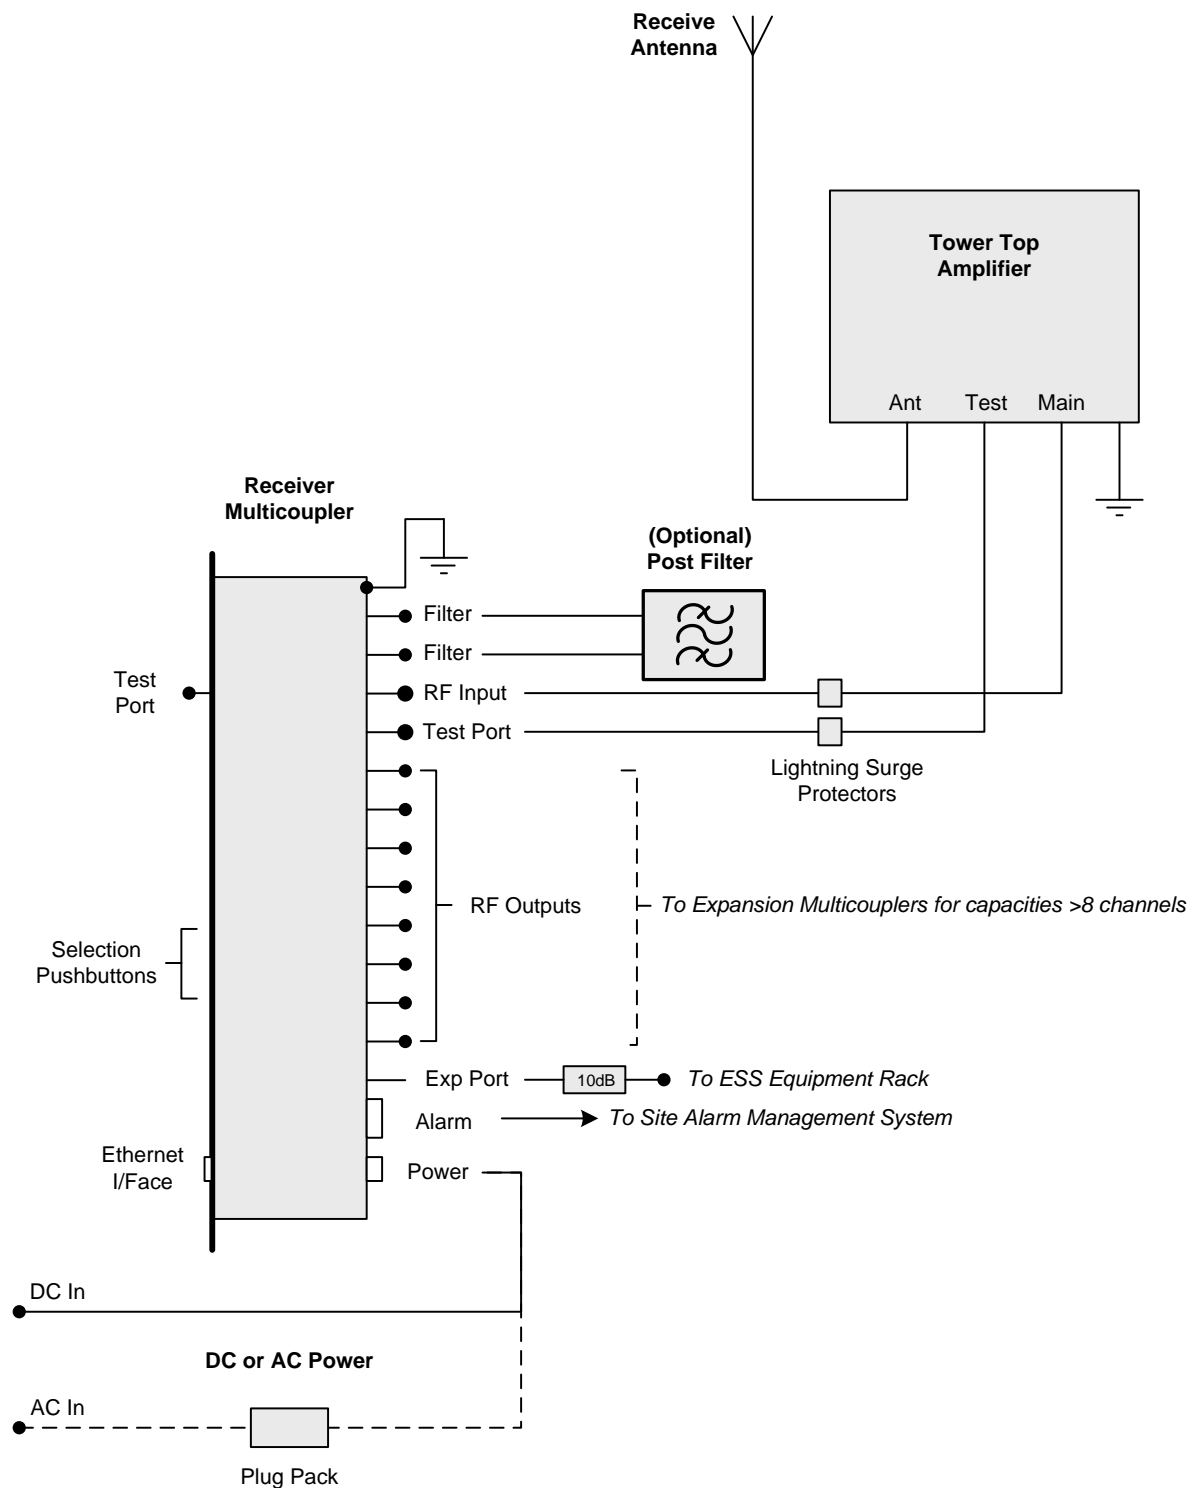 Receive
Antenna
Tower Top
Amplifier
Ant Test Main
Receiver
Multicoupler
(Optional)
Post Filter
Filter
Filter
Test
Port
RF Input
Test Port
Lightning Surge
Protectors
RF Outputs
To Expansion Multicouplers for capacities >8 channels
Selection
Pushbuttons
Exp Port
10dB
To ESS Equipment Rack
Alarm
To Site Alarm Management System
Ethernet
I/Face
Power
DC In
DC or AC Power
AC In
Plug Pack